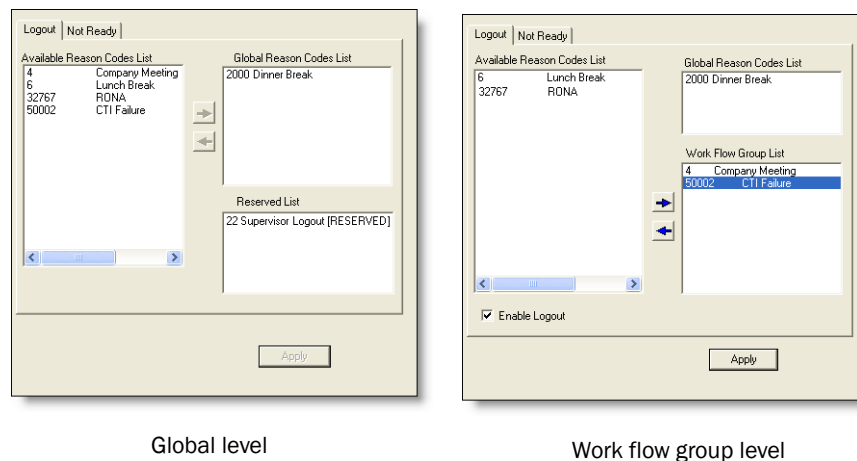 Logout Not Ready
Available Reason Codes List
4 Company Meeting
6 Lunch Break
32767 RONA
50002 CTI Failure
Global Reason Codes List
2000 Dinner Break
Reserved List
22 Supervisor Logout [RESERVED]
Apply
Global level
Logout Not Ready
Available Reason Codes List
6 Lunch Break
32767 RONA
Global Reason Codes List
2000 Dinner Break
Work Flow Group List
4 Company Meeting
50002 CTI Failure
Enable Logout
Apply
Work flow group level